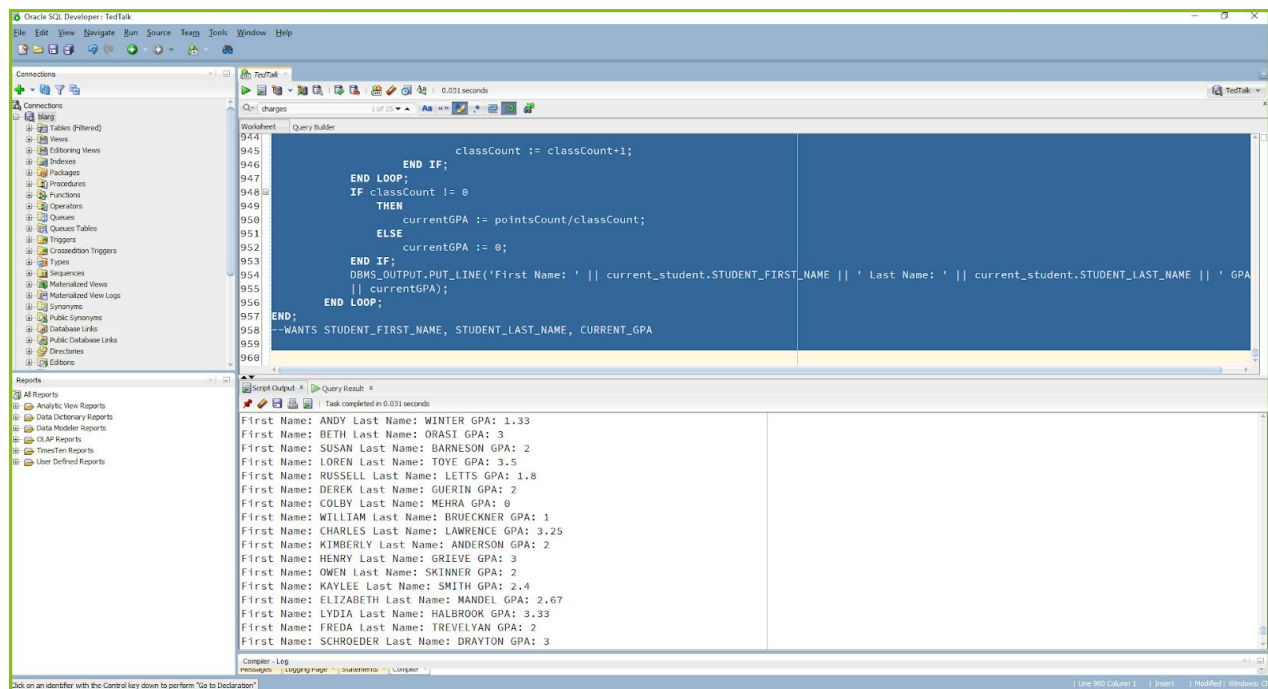 Oracle SQL Developer : TedTalk
File Edit View Navigate Run Source Team Tools Window Help
Connections
Connections
blarg
Tables (Filtered)
Views
Editioning Views
Indexes
Packages
Procedures
Functions
Operators
Queues
Queues Tables
Triggers
Crossedition Triggers
Types
Sequences
Materialized Views
Materialized View Logs
Synonyms
Public Synonyms
Database Links
Public Database Links
Directories
Editions
Reports
All Reports
Analytic View Reports
Data Dictionary Reports
Data Modeler Reports
OLAP Reports
TimesTen Reports
User Defined Reports
TedTalk
0.031 seconds
TedTalk
charges 1 of 25 Aa
Worksheet Query Builder
944
945 classCount := classCount+1;
946 END IF;
947 END LOOP;
948 IF classCount != 0
949 THEN
950 currentGPA := pointsCount/classCount;
951 ELSE
952 currentGPA := 0;
953 END IF;
954 DBMS_OUTPUT.PUT_LINE('First Name: ' || current_student.STUDENT_FIRST_NAME || ' Last Name: ' || current_student.STUDENT_LAST_NAME || ' GPA
955 || currentGPA);
956 END LOOP;
957 END;
958 --WANTS STUDENT_FIRST_NAME, STUDENT_LAST_NAME, CURRENT_GPA
959
960
Script Output x Query Result x
Task completed in 0.031 seconds
First Name: ANDY Last Name: WINTER GPA: 1.33
First Name: BETH Last Name: ORASI GPA: 3
First Name: SUSAN Last Name: BARNESON GPA: 2
First Name: LOREN Last Name: TOYE GPA: 3.5
First Name: RUSSELL Last Name: LETTS GPA: 1.8
First Name: DEREK Last Name: GUERIN GPA: 2
First Name: COLBY Last Name: MEHRA GPA: 0
First Name: WILLIAM Last Name: BRUECKNER GPA: 1
First Name: CHARLES Last Name: LAWRENCE GPA: 3.25
First Name: KIMBERLY Last Name: ANDERSON GPA: 2
First Name: HENRY Last Name: GRIEVE GPA: 3
First Name: OWEN Last Name: SKINNER GPA: 2
First Name: KAYLEE Last Name: SMITH GPA: 2.4
First Name: ELIZABETH Last Name: MANDEL GPA: 2.67
First Name: LYDIA Last Name: HALBROOK GPA: 3.33
First Name: FREDA Last Name: TREVELYAN GPA: 2
First Name: SCHROEDER Last Name: DRAYTON GPA: 3
Compiler - Log
Messages Logging Page Statements Compiler
Click on an identifier with the Control key down to perform "Go to Declaration"
Line 960 Column 1 | Insert | Modified | Windows: